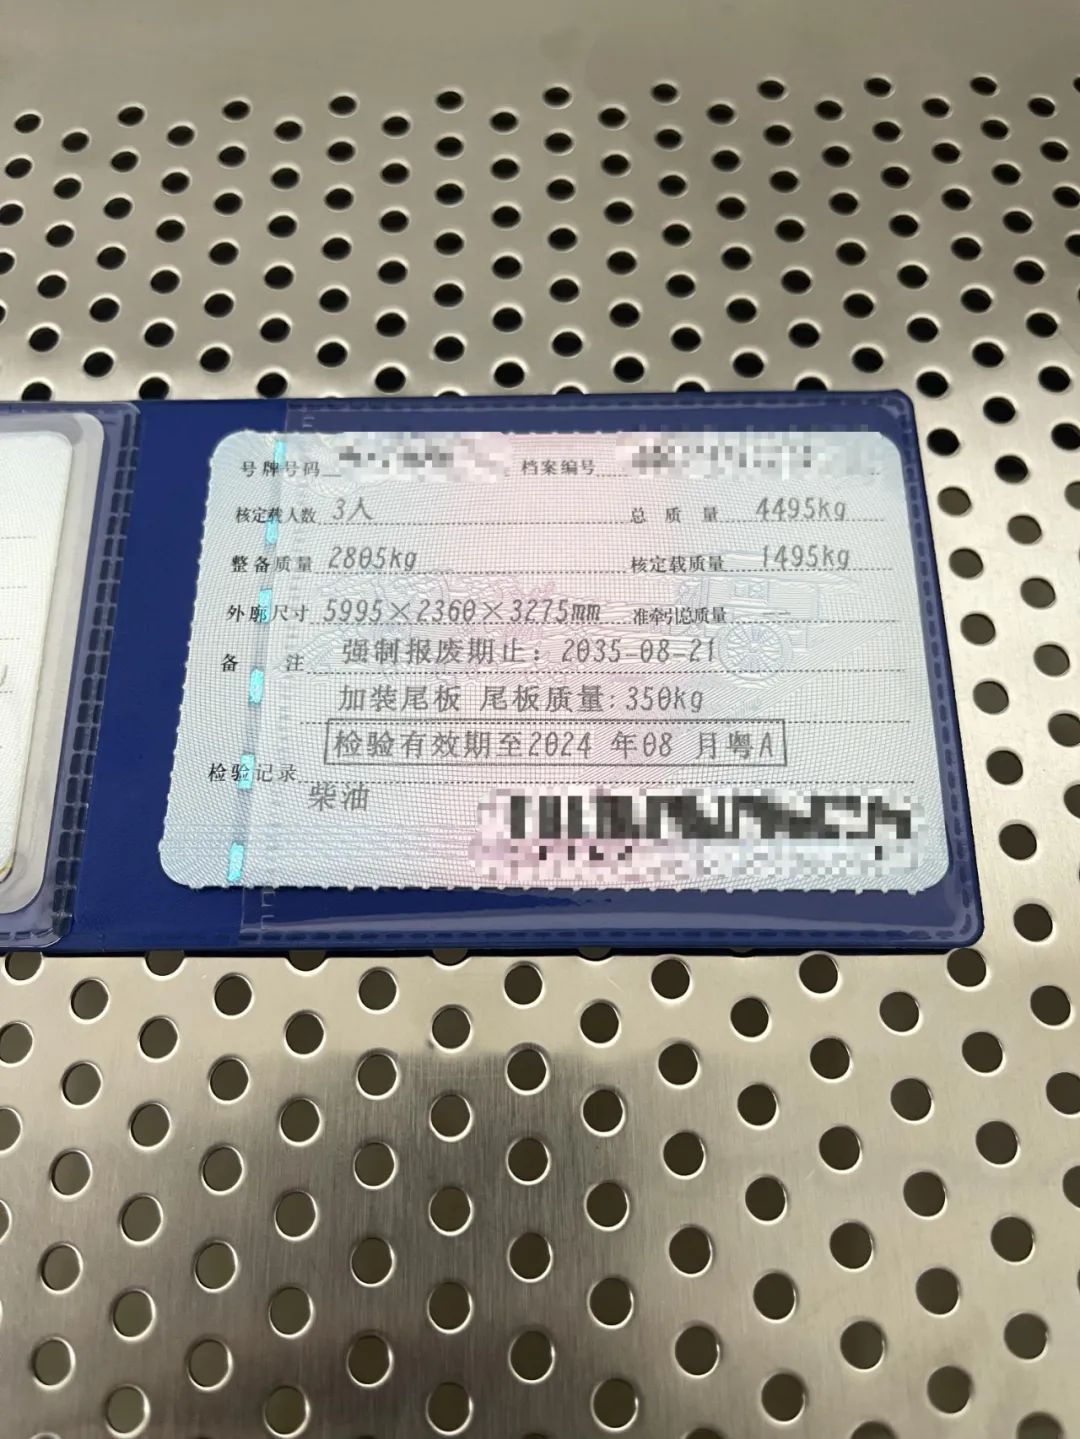 号牌号码 档案编号
核定载人数 3人 总质量 4495kg
整备质量 2805kg 核定载质量 1495kg
外廓尺寸 5995×2360×3275mm 准牵引总质量 --
备注 强制报废期止：2035-08-21
加装尾板 尾板质量:350kg
检验有效期至2024 年08 月粤A
检验记录
柴油